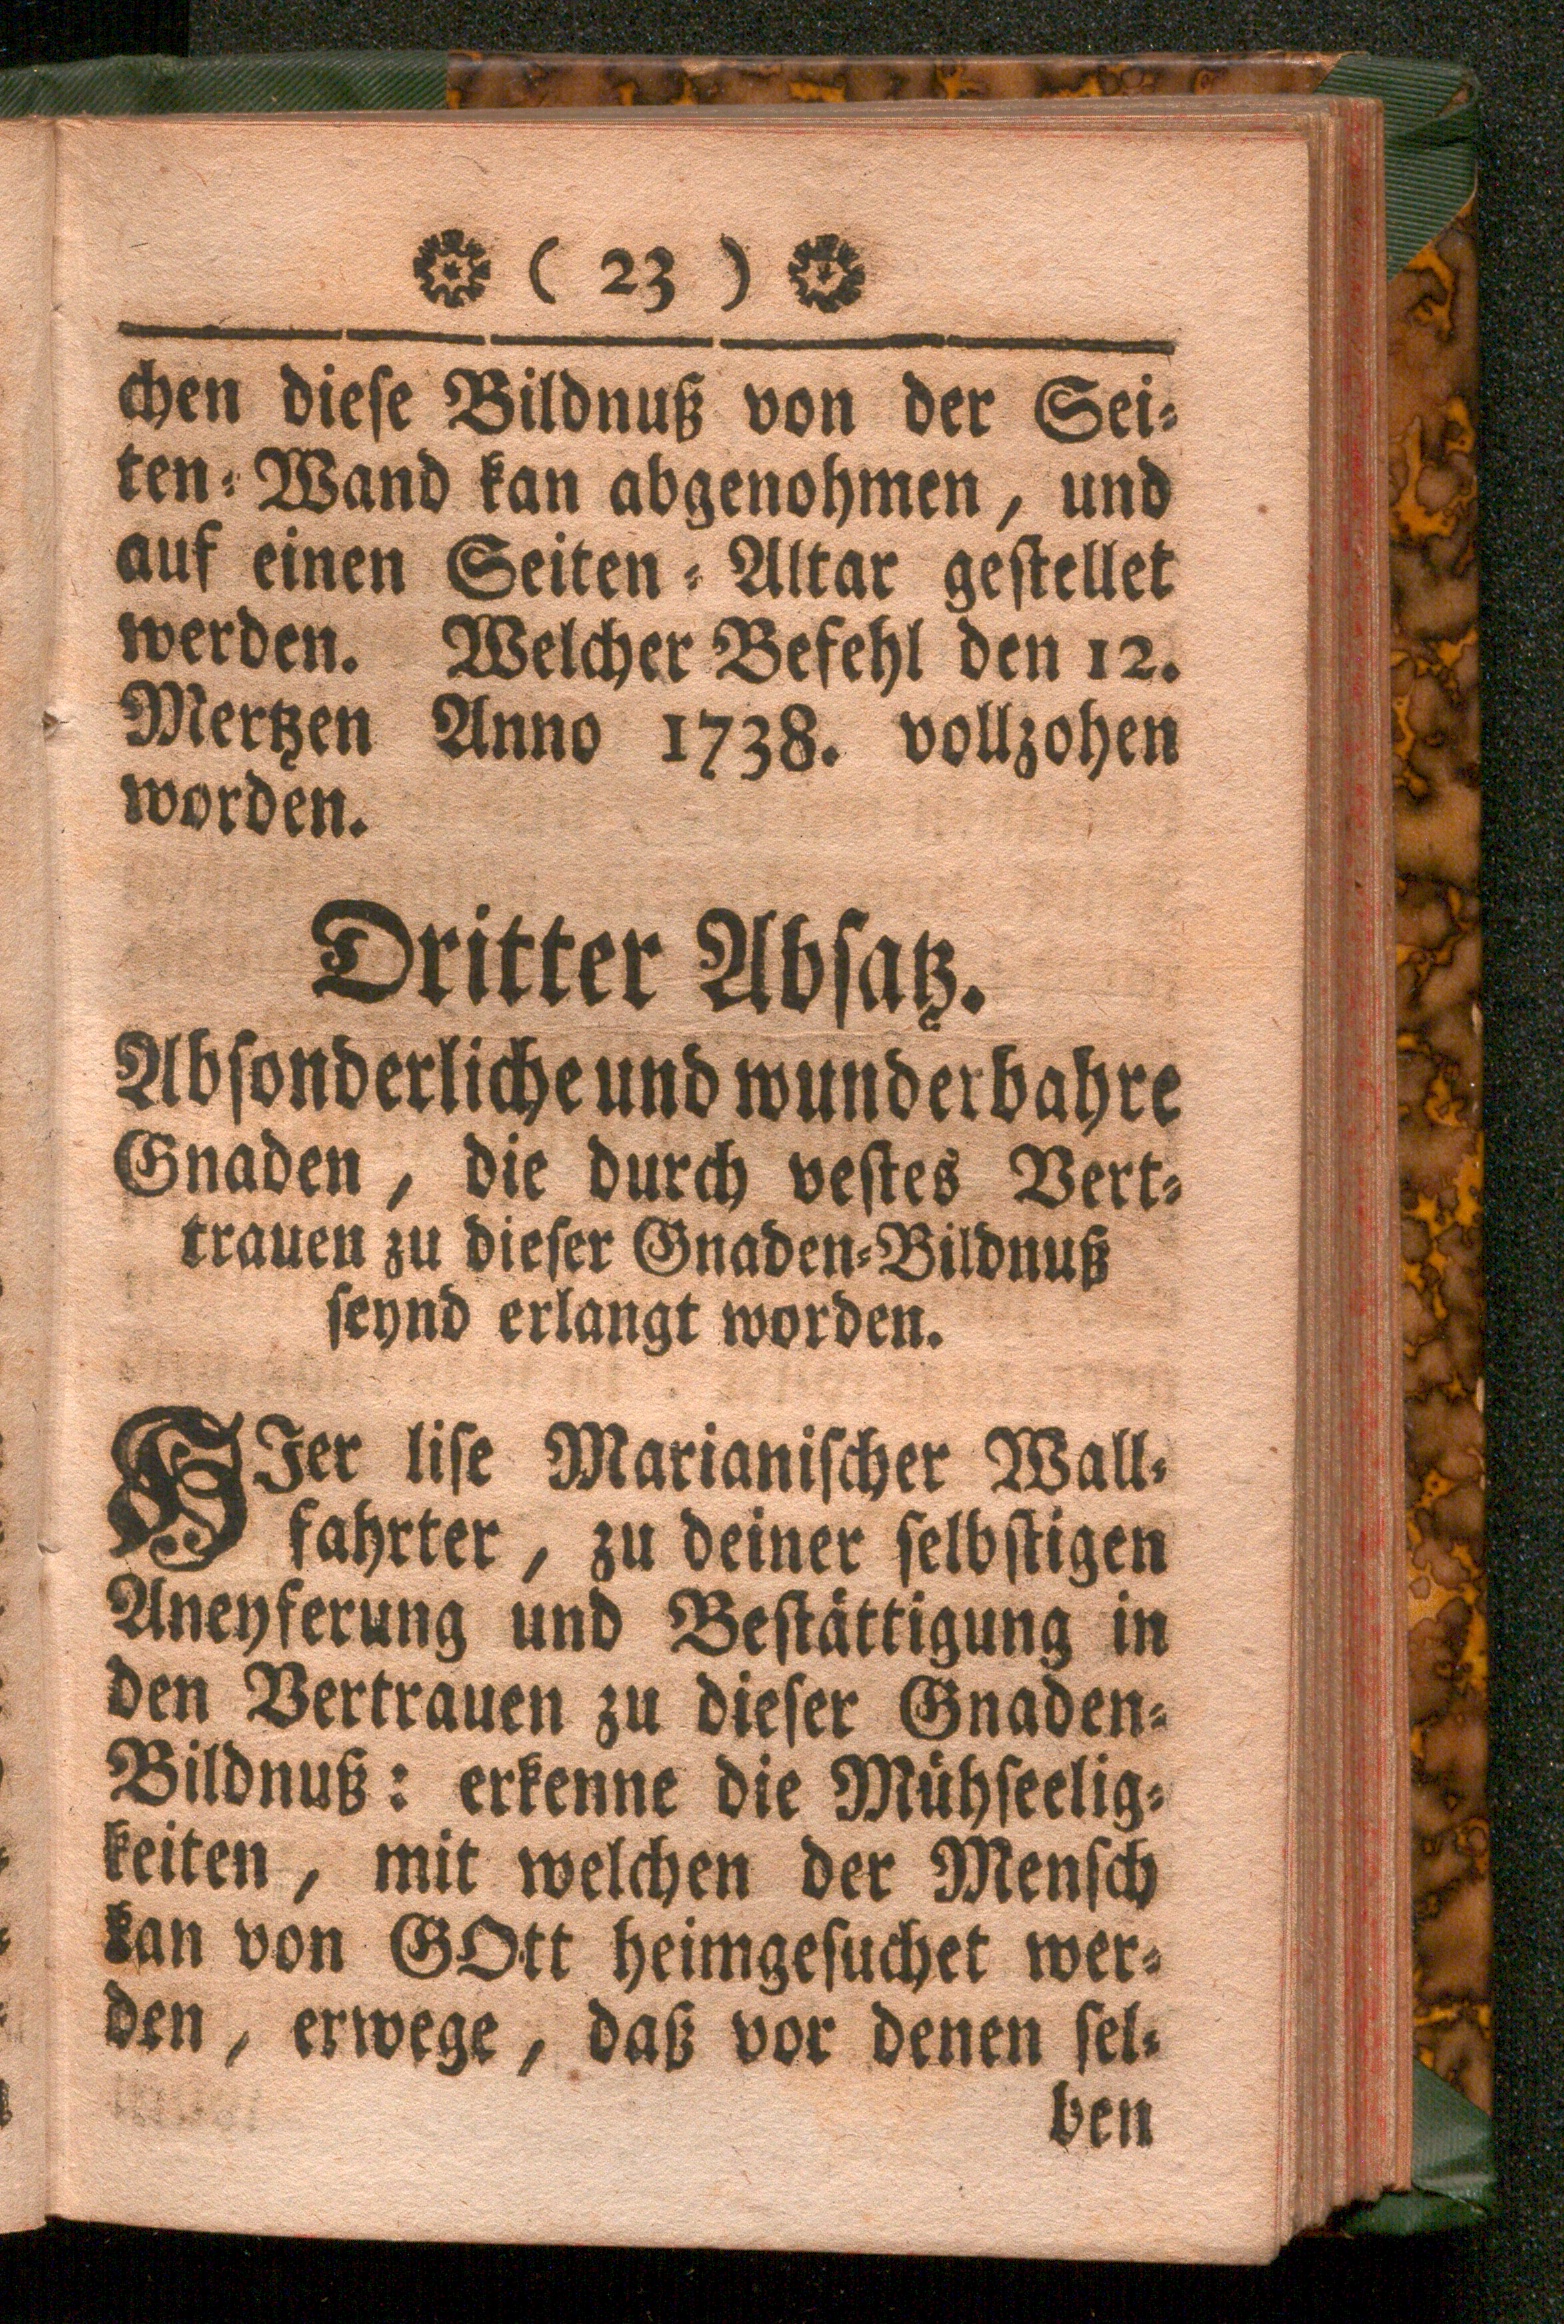 ( 23 )
chen dieſe Bildnuß von der Sei⸗
ten⸗Wand kan abgenohmen, und
auf einen Seiten⸗Altar geſtellet
werden. Welcher Befehl den 12.
Mertzen Anno 1738. vollzohen
worden.
Dritter Abſatz.
Abſonderliche und wunderbahre
Gnaden, die durch veſtes Vert⸗
trauen zu dieſer Gnaden⸗Bildnuß
ſeynd erlangt worden.
HJer liſe Marianiſcher Wall⸗
fahrter, zu deiner ſelbſtigen
Aneyferung und Beſtättigung in
den Vertrauen zu dieſer Gnaden⸗
Bildnuß: erkenne die Mühſeelig⸗
keiten, mit welchen der Menſch
kan von GOtt heimgeſuchet wer⸗
den, erwege, daß vor denen ſel⸗
ben